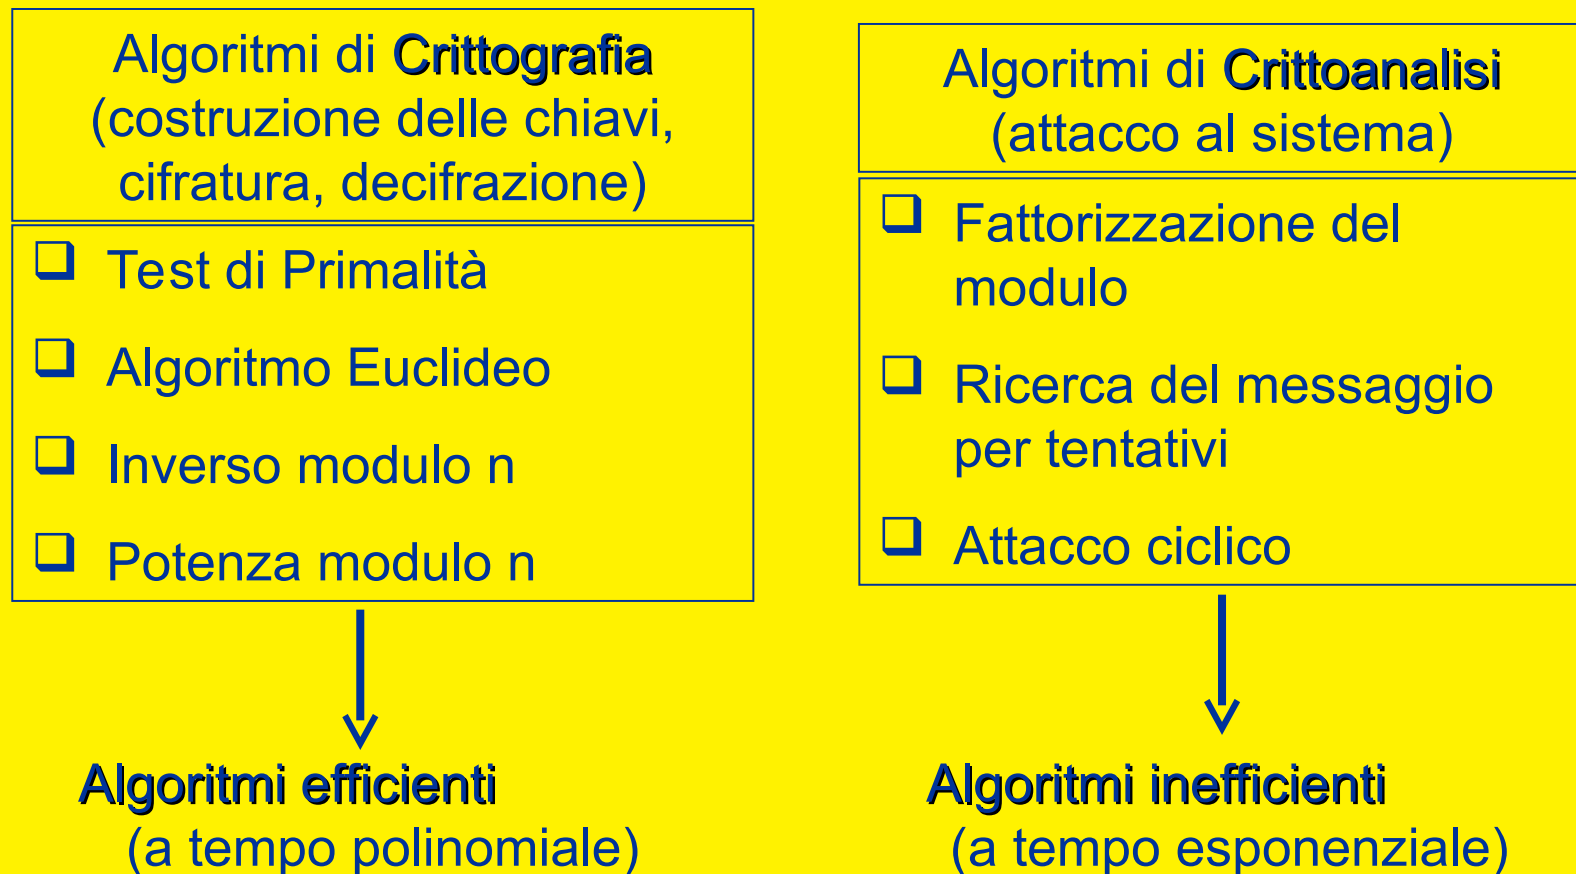 Algoritmi di Crittografia
(costruzione delle chiavi,
cifratura, decifrazione)
Test di Primalità
Algoritmo Euclideo
Inverso modulo n
Potenza modulo n
Algoritmi efficienti
(a tempo polinomiale)
Algoritmi di Crittoanalisi
(attacco al sistema)
Fattorizzazione del
modulo
Ricerca del messaggio
per tentativi
Attacco ciclico
Algoritmi inefficienti
(a tempo esponenziale)